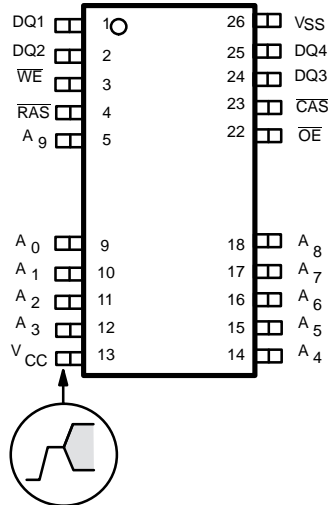 DQ1 1 26 VSS
DQ2 2 25 DQ4
WE 3 24 DQ3
RAS 4 23 CAS
A9 5 22 OE
A0 9 18 A8
A1 10 17 A7
A2 11 16 A6
A3 12 15 A5
VCC 13 14 A4